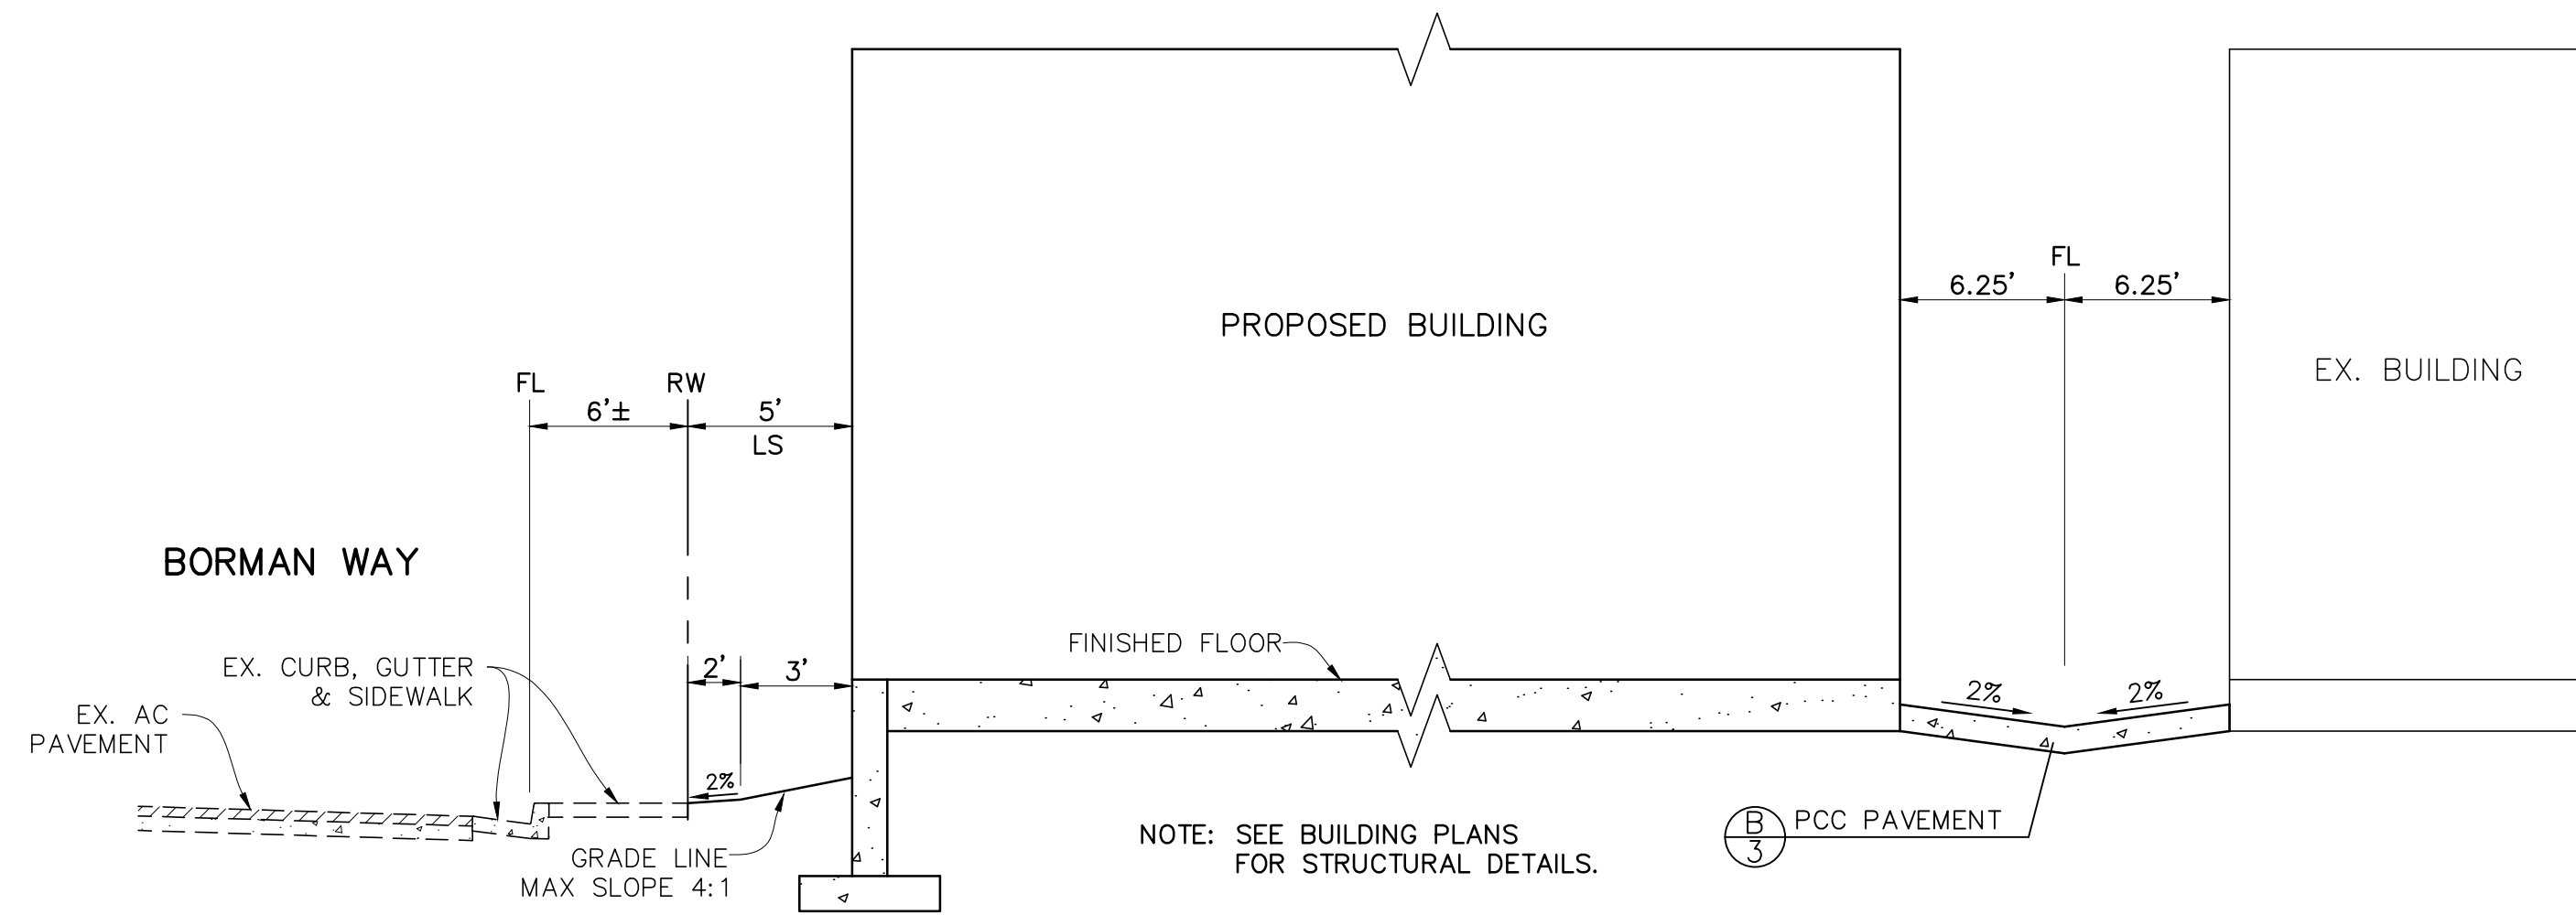 FL
6.25’
6.25’
PROPOSED BUILDING
EX. BUILDING
FL
RW
6’±
5’
LS
BORMAN WAY
FINISHED FLOOR
EX. CURB, GUTTER
& SIDEWALK
2’
3’
2%
2%
EX. AC
PAVEMENT
2%
GRADE LINE
MAX SLOPE 4:1
NOTE: SEE BUILDING PLANS
FOR STRUCTURAL DETAILS.
B
3
PCC PAVEMENT